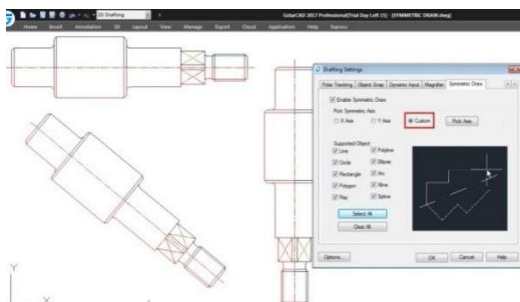 2D Drafting
GstarCAD 2017 Professional(Trial Day Left 15) - [SYMMETRIC DRAW.dwg]
Home Insert Annotation 3D Layout View Manage Export Cloud Application Help Express
Drafting Settings
Polar Tracking Object Snap Dynamic Input Magnifier Symmetric Draw
Enable Symmetric Draw
Pick Symmetric Axis
X Axis Y Axis Custom Pick Axis
Supported Object
Line Polyline
Circle Ellipse
Rectangle Arc
Polygon Xline
Ray Spline
Select All
Clear All
Options... OK Cancel Help
Y
X